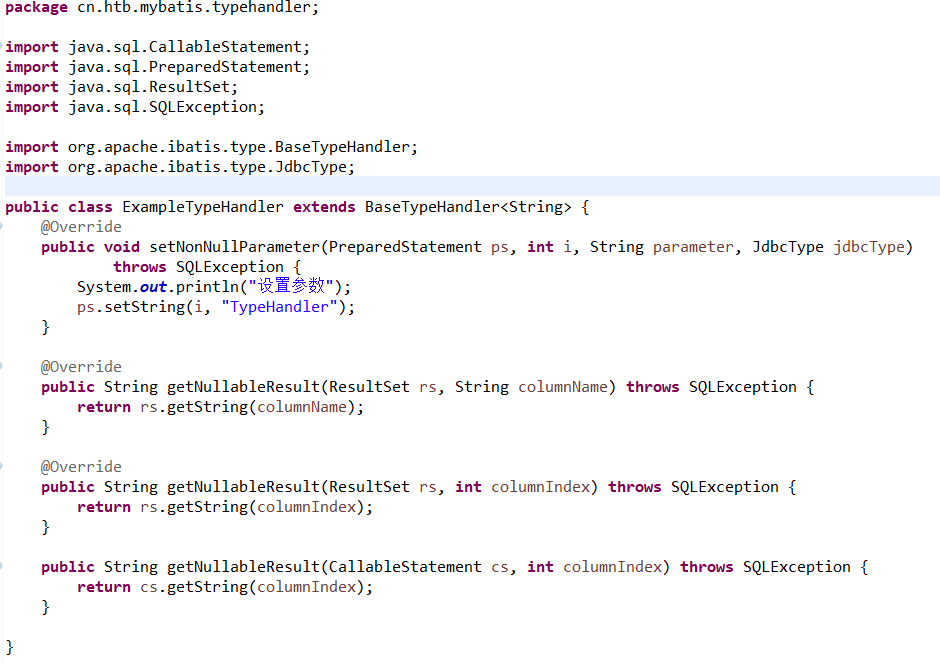 package cn.htb.mybatis.typehandler;
import java.sql.CallableStatement;
import java.sql.PreparedStatement;
import java.sql.ResultSet;
import java.sql.SQLException;
import org.apache.ibatis.type.BaseTypeHandler;
import org.apache.ibatis.type.JdbcType;
public class ExampleTypeHandler extends BaseTypeHandler<String> {
@Override
public void setNonNullParameter(PreparedStatement ps, int i, String parameter, JdbcType jdbcType)
throws SQLException {
System.out.println("设置参数");
ps.setString(i, "TypeHandler");
}
@Override
public String getNullableResult(ResultSet rs, String columnName) throws SQLException {
return rs.getString(columnName);
}
@Override
public String getNullableResult(ResultSet rs, int columnIndex) throws SQLException {
return rs.getString(columnIndex);
}
public String getNullableResult(CallableStatement cs, int columnIndex) throws SQLException {
return cs.getString(columnIndex);
}
}